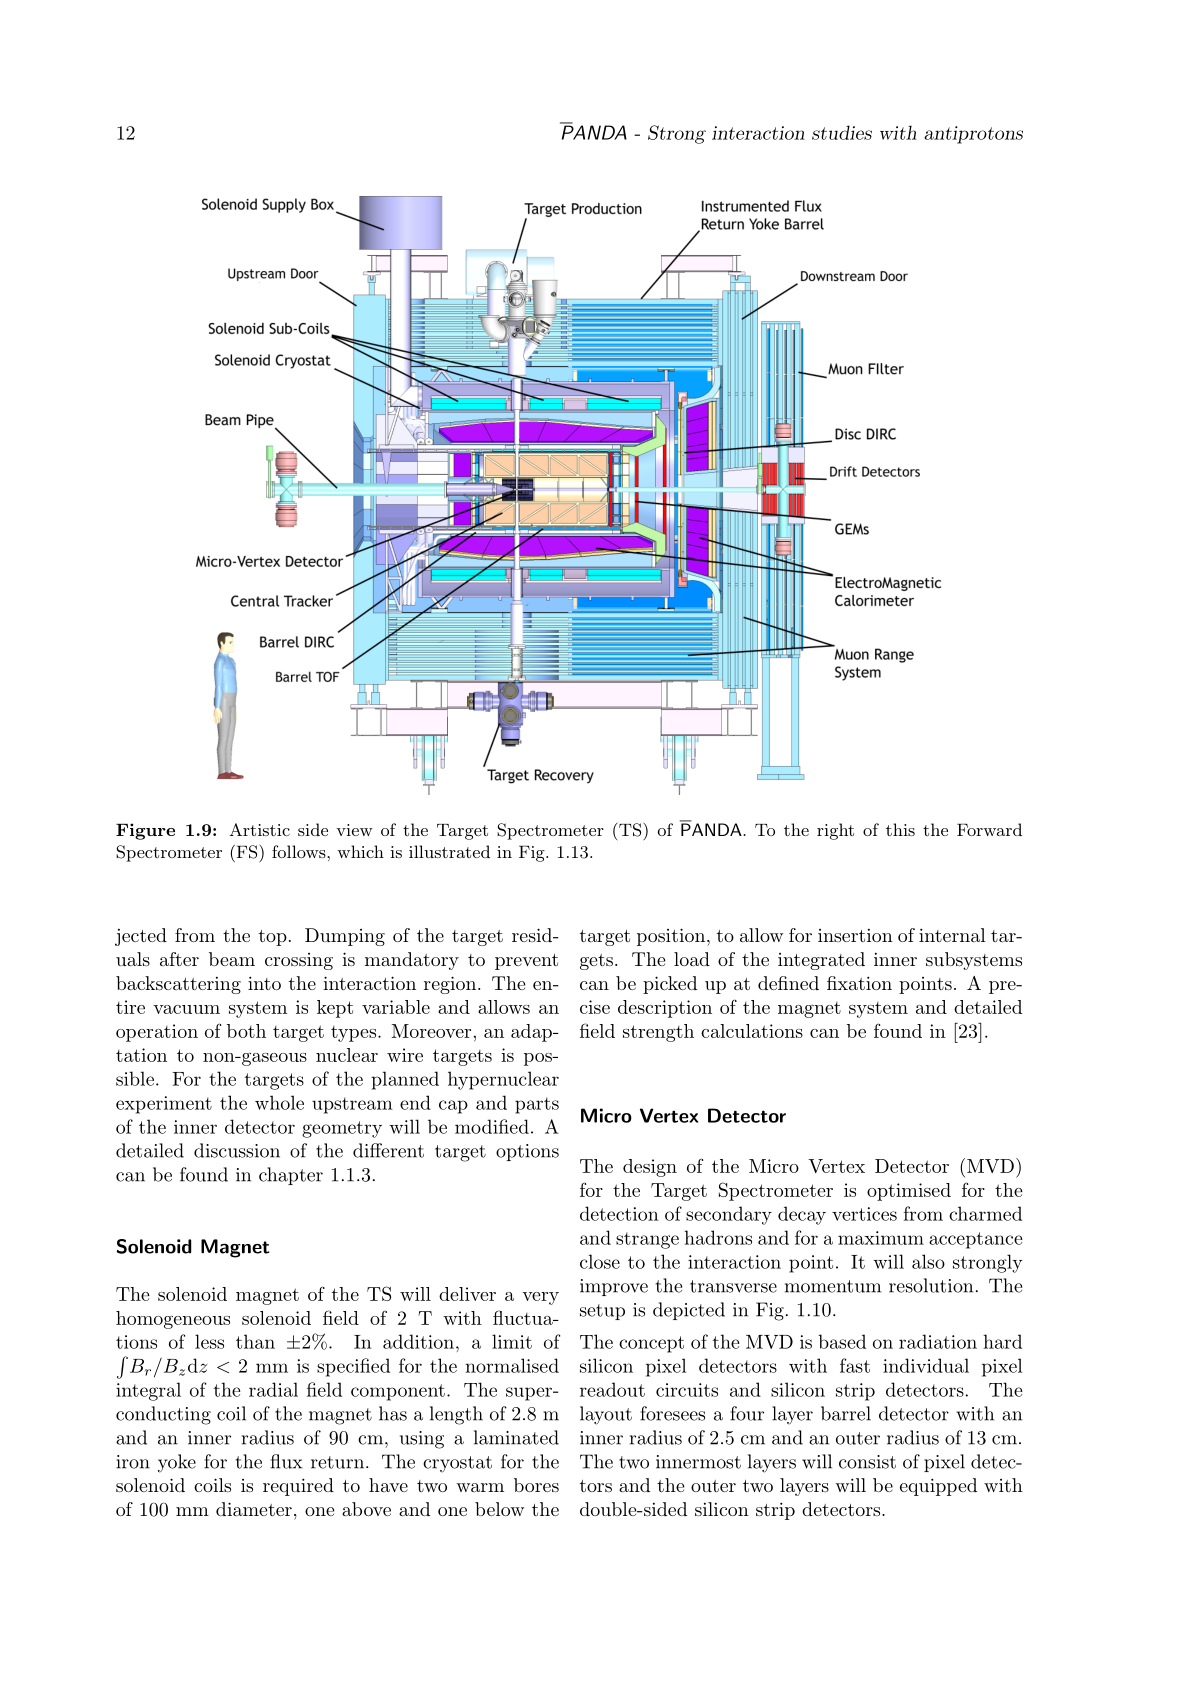 12
P̅ANDA - Strong interaction studies with antiprotons
Solenoid Supply Box
Target Production
Instrumented Flux
Return Yoke Barrel
Upstream Door
Downstream Door
Solenoid Sub-Coils
Solenoid Cryostat
Muon FIlter
Beam Pipe
Disc DIRC
Drift Detectors
GEMs
Micro-Vertex Detector
ElectroMagnetic
Calorimeter
Central Tracker
Barrel DIRC
Muon Range
System
Barrel TOF
Target Recovery
Figure 1.9: Artistic side view of the Target Spectrometer (TS) of P̅ANDA. To the right of this the Forward
Spectrometer (FS) follows, which is illustrated in Fig. 1.13.
jected from the top. Dumping of the target resid-
uals after beam crossing is mandatory to prevent
backscattering into the interaction region. The en-
tire vacuum system is kept variable and allows an
operation of both target types. Moreover, an adap-
tation to non-gaseous nuclear wire targets is pos-
sible. For the targets of the planned hypernuclear
experiment the whole upstream end cap and parts
of the inner detector geometry will be modified. A
detailed discussion of the different target options
can be found in chapter 1.1.3.
Solenoid Magnet
The solenoid magnet of the TS will deliver a very
homogeneous solenoid field of 2 T with fluctua-
tions of less than ±2%. In addition, a limit of
∫B_r/B_z dz < 2 mm is specified for the normalised
integral of the radial field component. The super-
conducting coil of the magnet has a length of 2.8 m
and an inner radius of 90 cm, using a laminated
iron yoke for the flux return. The cryostat for the
solenoid coils is required to have two warm bores
of 100 mm diameter, one above and one below the
target position, to allow for insertion of internal tar-
gets. The load of the integrated inner subsystems
can be picked up at defined fixation points. A pre-
cise description of the magnet system and detailed
field strength calculations can be found in [23].
Micro Vertex Detector
The design of the Micro Vertex Detector (MVD)
for the Target Spectrometer is optimised for the
detection of secondary decay vertices from charmed
and strange hadrons and for a maximum acceptance
close to the interaction point. It will also strongly
improve the transverse momentum resolution. The
setup is depicted in Fig. 1.10.
The concept of the MVD is based on radiation hard
silicon pixel detectors with fast individual pixel
readout circuits and silicon strip detectors. The
layout foresees a four layer barrel detector with an
inner radius of 2.5 cm and an outer radius of 13 cm.
The two innermost layers will consist of pixel detec-
tors and the outer two layers will be equipped with
double-sided silicon strip detectors.